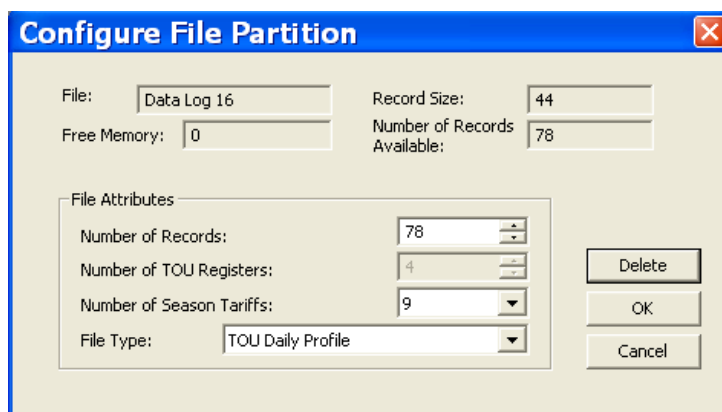 Configure File Partition
File: Data Log 16 Record Size: 44
Free Memory: 0 Number of Records Available: 78
File Attributes
Number of Records: 78
Number of TOU Registers: 4
Number of Season Tariffs: 9
File Type: TOU Daily Profile
Delete
OK
Cancel